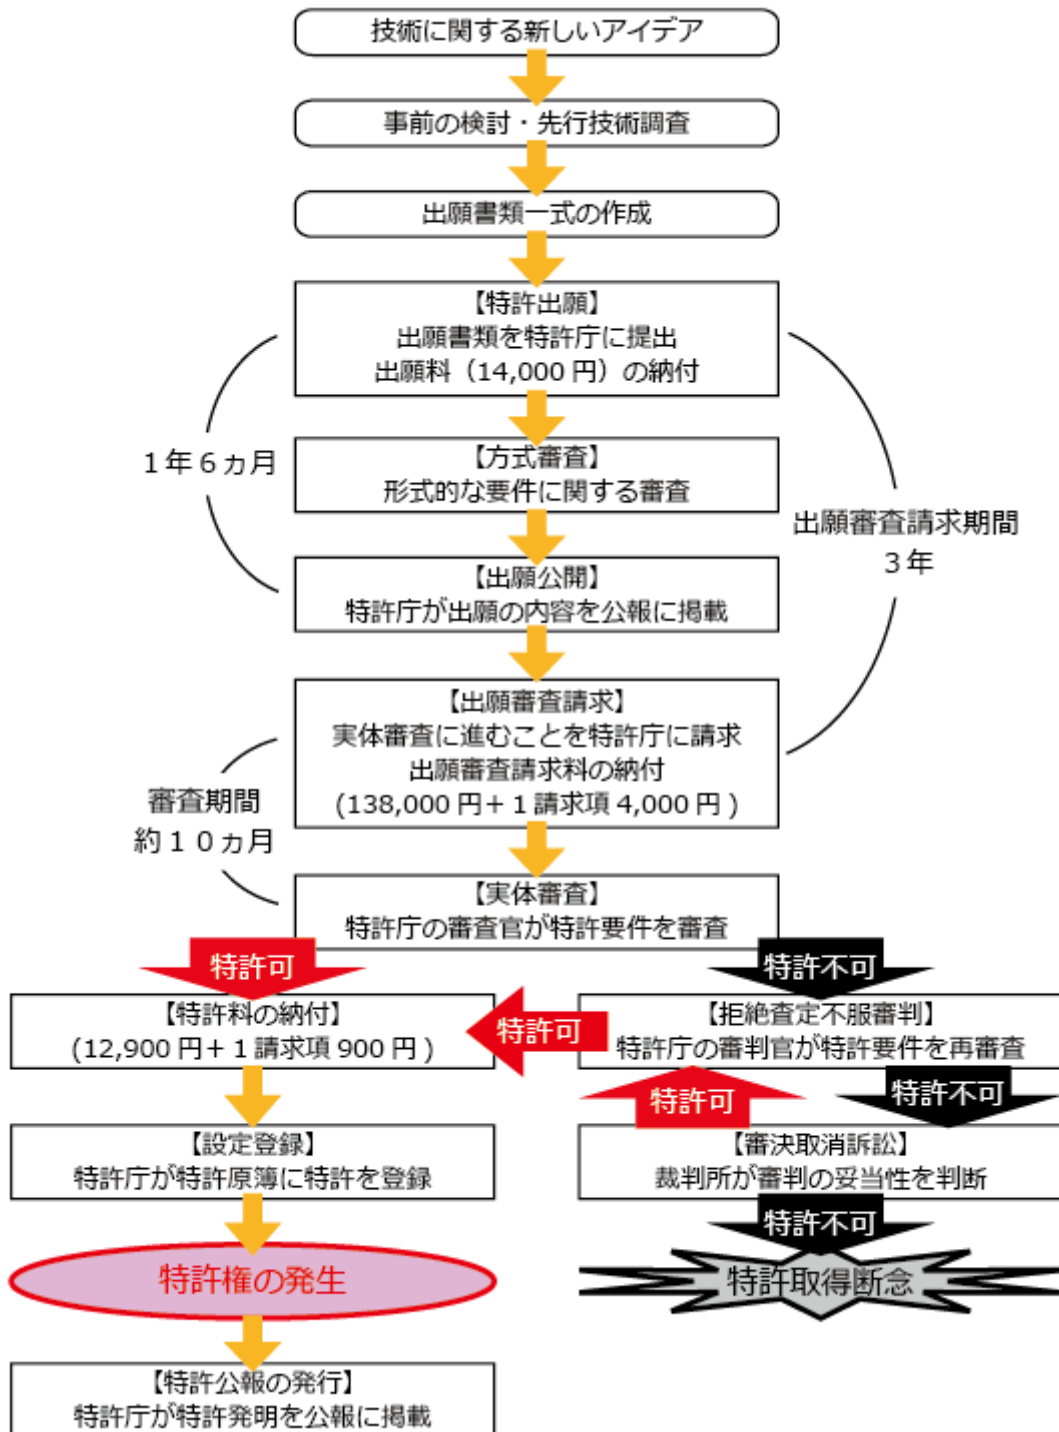 技術に関する新しいアイデア
事前の検討・先行技術調査
出願書類一式の作成
【特許出願】
出願書類を特許庁に提出
出願料（14,000 円）の納付
１年６ヵ月
【方式審査】
形式的な要件に関する審査
出願審査請求期間
３年
【出願公開】
特許庁が出願の内容を公報に掲載
【出願審査請求】
実体審査に進むことを特許庁に請求
出願審査請求料の納付
(138,000 円＋１請求項 4,000 円 )
審査期間
約１０ヵ月
【実体審査】
特許庁の審査官が特許要件を審査
特許可
特許不可
【特許料の納付】
(12,900 円＋１請求項 900 円 )
特許可
【拒絶査定不服審判】
特許庁の審判官が特許要件を再審査
特許可
特許不可
【設定登録】
特許庁が特許原簿に特許を登録
【審決取消訴訟】
裁判所が審判の妥当性を判断
特許不可
特許権の発生
特許取得断念
【特許公報の発行】
特許庁が特許発明を公報に掲載